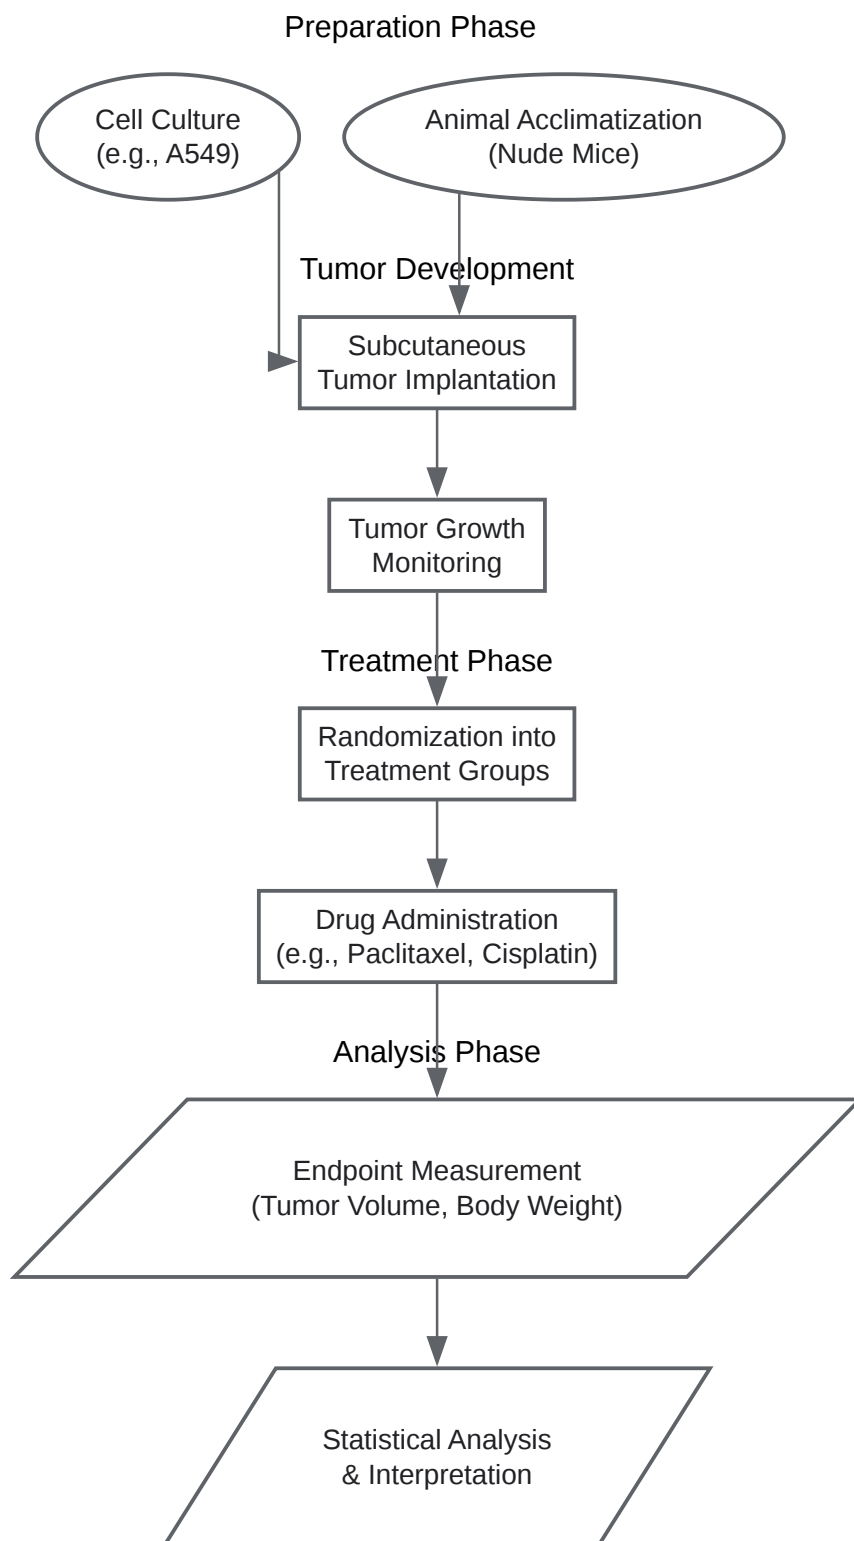 Preparation Phase
Cell Culture
(e.g., A549)
Animal Acclimatization
(Nude Mice)
Tumor Development
Subcutaneous
Tumor Implantation
Tumor Growth
Monitoring
Treatment Phase
Randomization into
Treatment Groups
Drug Administration
(e.g., Paclitaxel, Cisplatin)
Analysis Phase
Endpoint Measurement
(Tumor Volume, Body Weight)
Statistical Analysis
& Interpretation